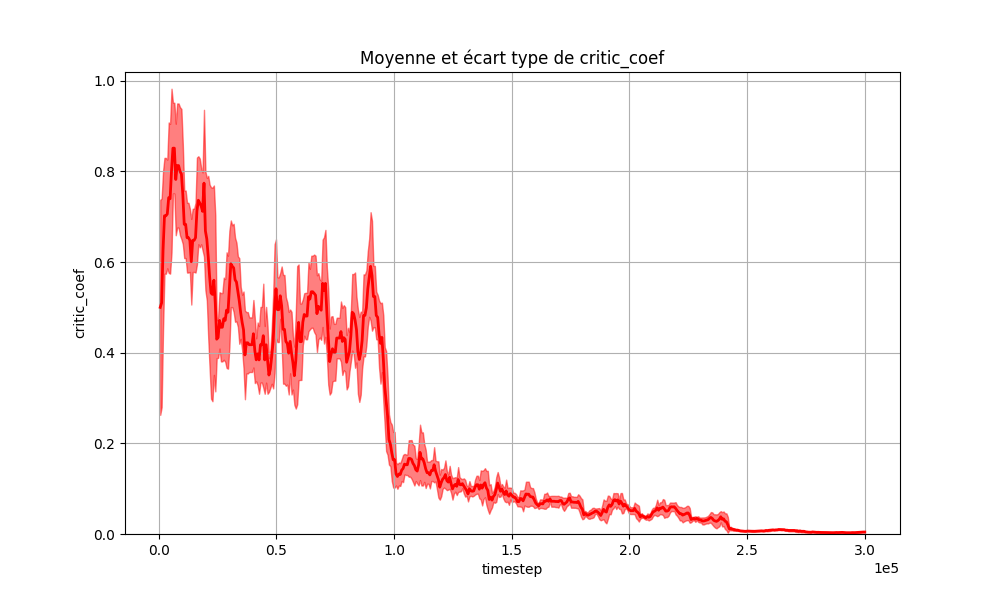 Moyenne et écart type de critic_coef
critic_coef
1.0
0.8
0.6
0.4
0.2
0.0
0.0 0.5 1.0 1.5 2.0 2.5 3.0
timestep
1e5